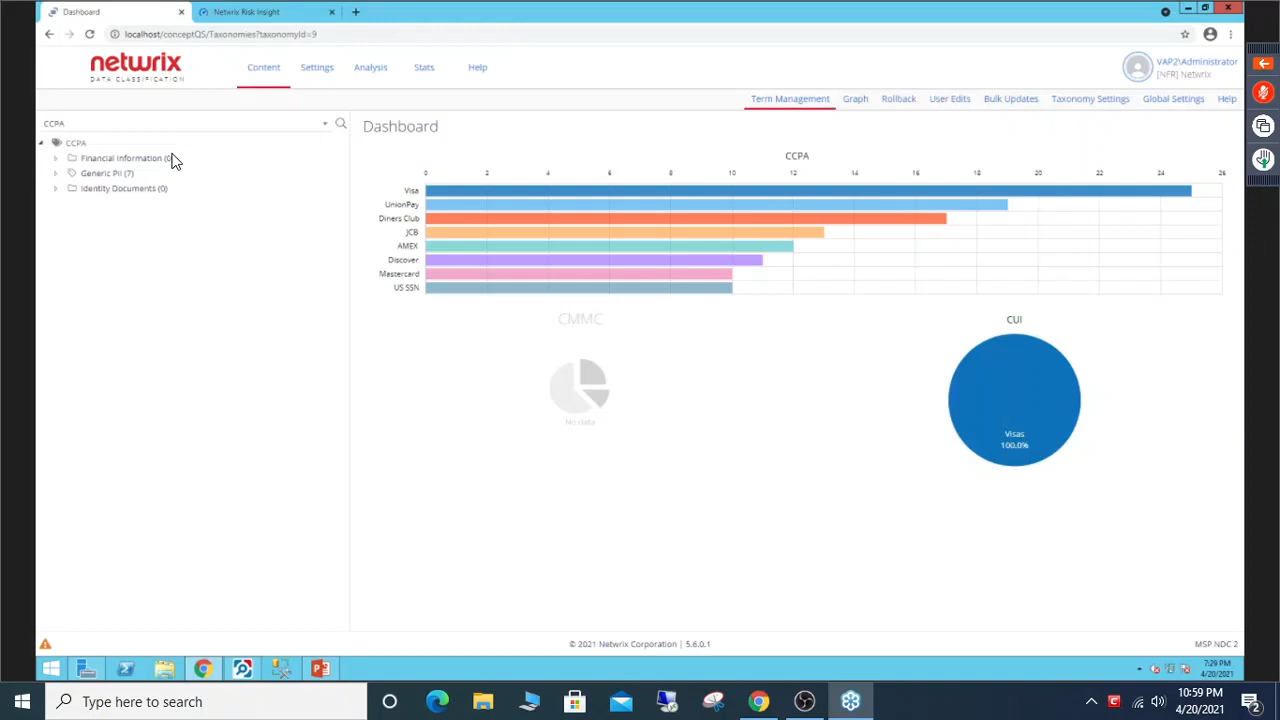 Dashboard
Netwrix Risk Insight
localhost/conceptQS/Taxonomies?taxonomyId=9
netwrix
DATA CLASSIFICATION
Content
Settings
Analysis
Stats
Help
VAP2\Administrator
[NFR] Netwrix
Term Management
Graph
Rollback
User Edits
Bulk Updates
Taxonomy Settings
Global Settings
Help
CCPA
CCPA
Financial Information (0
Generic PII (7)
Identity Documents (0)
Dashboard
CCPA
0 2 4 6 8 10 12 14 16 18 20 22 24 26
Visa
UnionPay
Diners Club
JCB
AMEX
Discover
Mastercard
US SSN
CMMC
No data
CUI
Visas
100.0%
© 2021 Netwrix Corporation | 5.6.0.1
MSP NDC 2
7:29 PM
4/20/2021
Type here to search
10:59 PM
4/20/2021
2